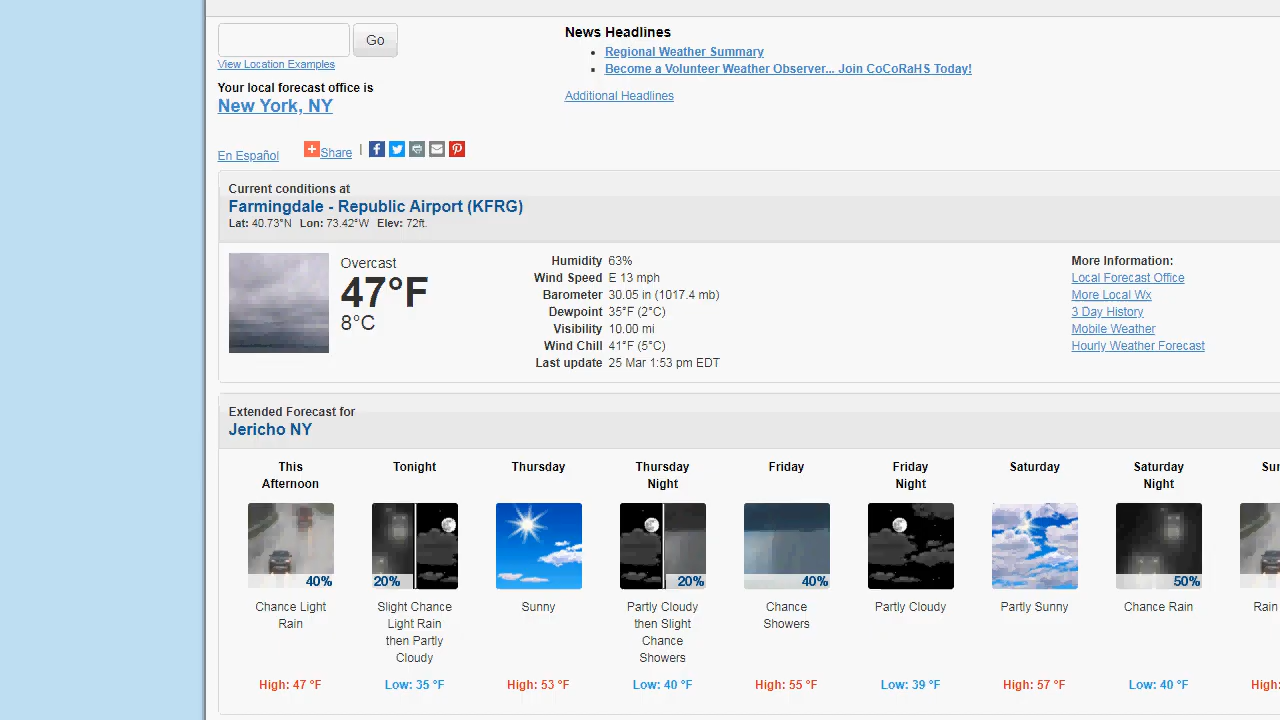 Go
View Location Examples
Your local forecast office is
New York, NY
News Headlines
Regional Weather Summary
Become a Volunteer Weather Observer... Join CoCoRaHS Today!
Additional Headlines
En Español
Share |
Current conditions at
Farmingdale - Republic Airport (KFRG)
Lat: 40.73°N Lon: 73.42°W Elev: 72ft.
Overcast
47°F
8°C
Humidity 63%
Wind Speed E 13 mph
Barometer 30.05 in (1017.4 mb)
Dewpoint 35°F (2°C)
Visibility 10.00 mi
Wind Chill 41°F (5°C)
Last update 25 Mar 1:53 pm EDT
More Information:
Local Forecast Office
More Local Wx
3 Day History
Mobile Weather
Hourly Weather Forecast
Extended Forecast for
Jericho NY
This
Afternoon
40%
Chance Light
Rain
High: 47 °F
Tonight
20%
Slight Chance
Light Rain
then Partly
Cloudy
Low: 35 °F
Thursday
Sunny
High: 53 °F
Thursday
Night
20%
Partly Cloudy
then Slight
Chance
Showers
Low: 40 °F
Friday
40%
Chance
Showers
High: 55 °F
Friday
Night
Partly Cloudy
Low: 39 °F
Saturday
Partly Sunny
High: 57 °F
Saturday
Night
50%
Chance Rain
Low: 40 °F
Rain
High: